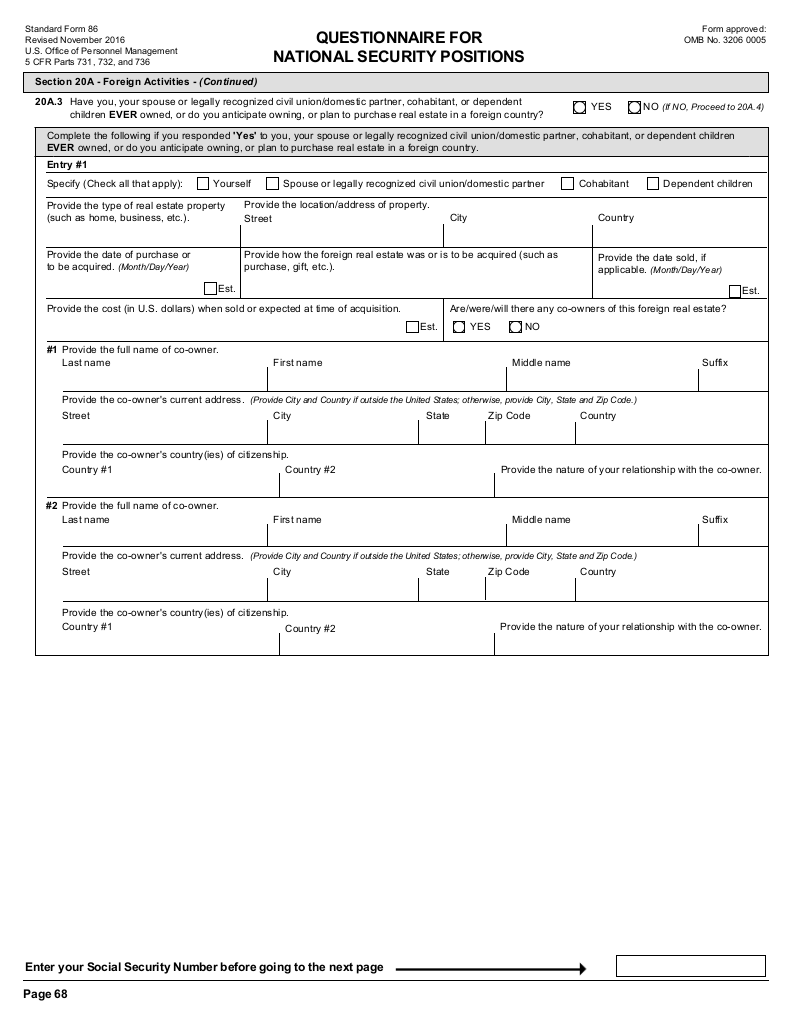 Standard Form 86
Revised November 2016
U.S. Office of Personnel Management
5 CFR Parts 731, 732, and 736
QUESTIONNAIRE FOR
NATIONAL SECURITY POSITIONS
Form approved:
OMB No. 3206 0005
Section 20A - Foreign Activities - (Continued)
20A.3 Have you, your spouse or legally recognized civil union/domestic partner, cohabitant, or dependent
children EVER owned, or do you anticipate owning, or plan to purchase real estate in a foreign country?
YES NO (If NO, Proceed to 20A.4)
Complete the following if you responded 'Yes' to you, your spouse or legally recognized civil union/domestic partner, cohabitant, or dependent children
EVER owned, or do you anticipate owning, or plan to purchase real estate in a foreign country.
Entry #1
Specify (Check all that apply): Yourself Spouse or legally recognized civil union/domestic partner Cohabitant Dependent children
Provide the type of real estate property
(such as home, business, etc.).
Provide the location/address of property.
Street City Country
Provide the date of purchase or
to be acquired. (Month/Day/Year)
Est.
Provide how the foreign real estate was or is to be acquired (such as
purchase, gift, etc.).
Provide the date sold, if
applicable. (Month/Day/Year)
Est.
Provide the cost (in U.S. dollars) when sold or expected at time of acquisition.
Est.
Are/were/will there any co-owners of this foreign real estate?
YES NO
#1 Provide the full name of co-owner.
Last name First name Middle name Suffix
Provide the co-owner's current address. (Provide City and Country if outside the United States; otherwise, provide City, State and Zip Code.)
Street City State Zip Code Country
Provide the co-owner's country(ies) of citizenship.
Country #1 Country #2 Provide the nature of your relationship with the co-owner.
#2 Provide the full name of co-owner.
Last name First name Middle name Suffix
Provide the co-owner's current address. (Provide City and Country if outside the United States; otherwise, provide City, State and Zip Code.)
Street City State Zip Code Country
Provide the co-owner's country(ies) of citizenship.
Country #1 Country #2 Provide the nature of your relationship with the co-owner.
Enter your Social Security Number before going to the next page
Page 68